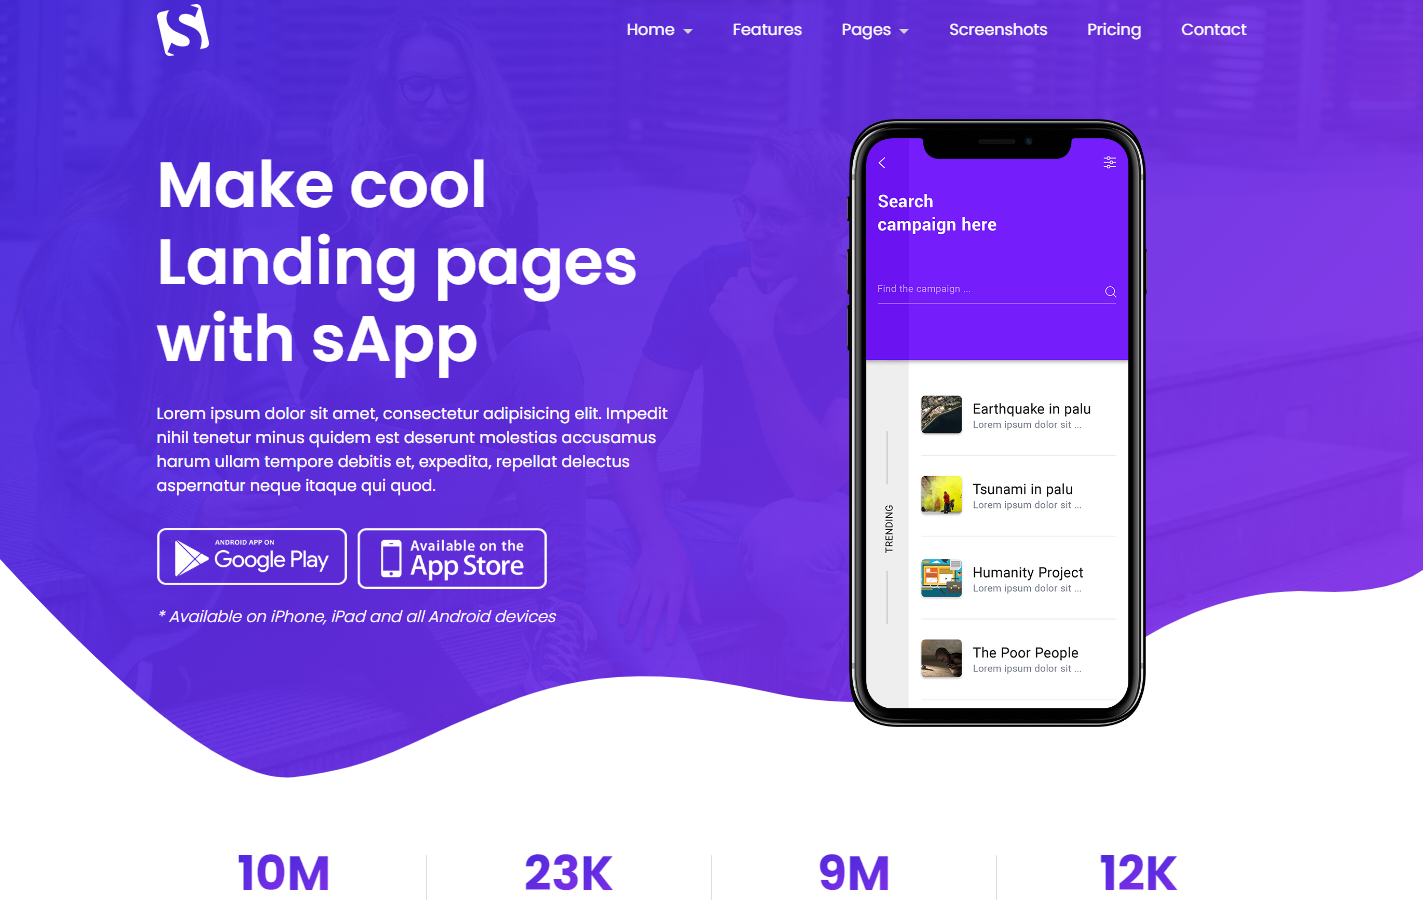 Home
Features
Pages
Screenshots
Pricing
Contact
Make cool
Landing pages
with sApp
Lorem ipsum dolor sit amet, consectetur adipisicing elit. Impedit
nihil tenetur minus quidem est deserunt molestias accusamus
harum ullam tempore debitis et, expedita, repellat delectus
aspernatur neque itaque qui quod.
ANDROID APP ON
Google Play
Available on the
App Store
* Available on iPhone, iPad and all Android devices
Search
campaign here
Find the campaign ...
TRENDING
Earthquake in palu
Lorem ipsum dolor sit ...
Tsunami in palu
Lorem ipsum dolor sit ...
Humanity Project
Lorem ipsum dolor sit ...
The Poor People
Lorem ipsum dolor sit ...
10M
23K
9M
12K